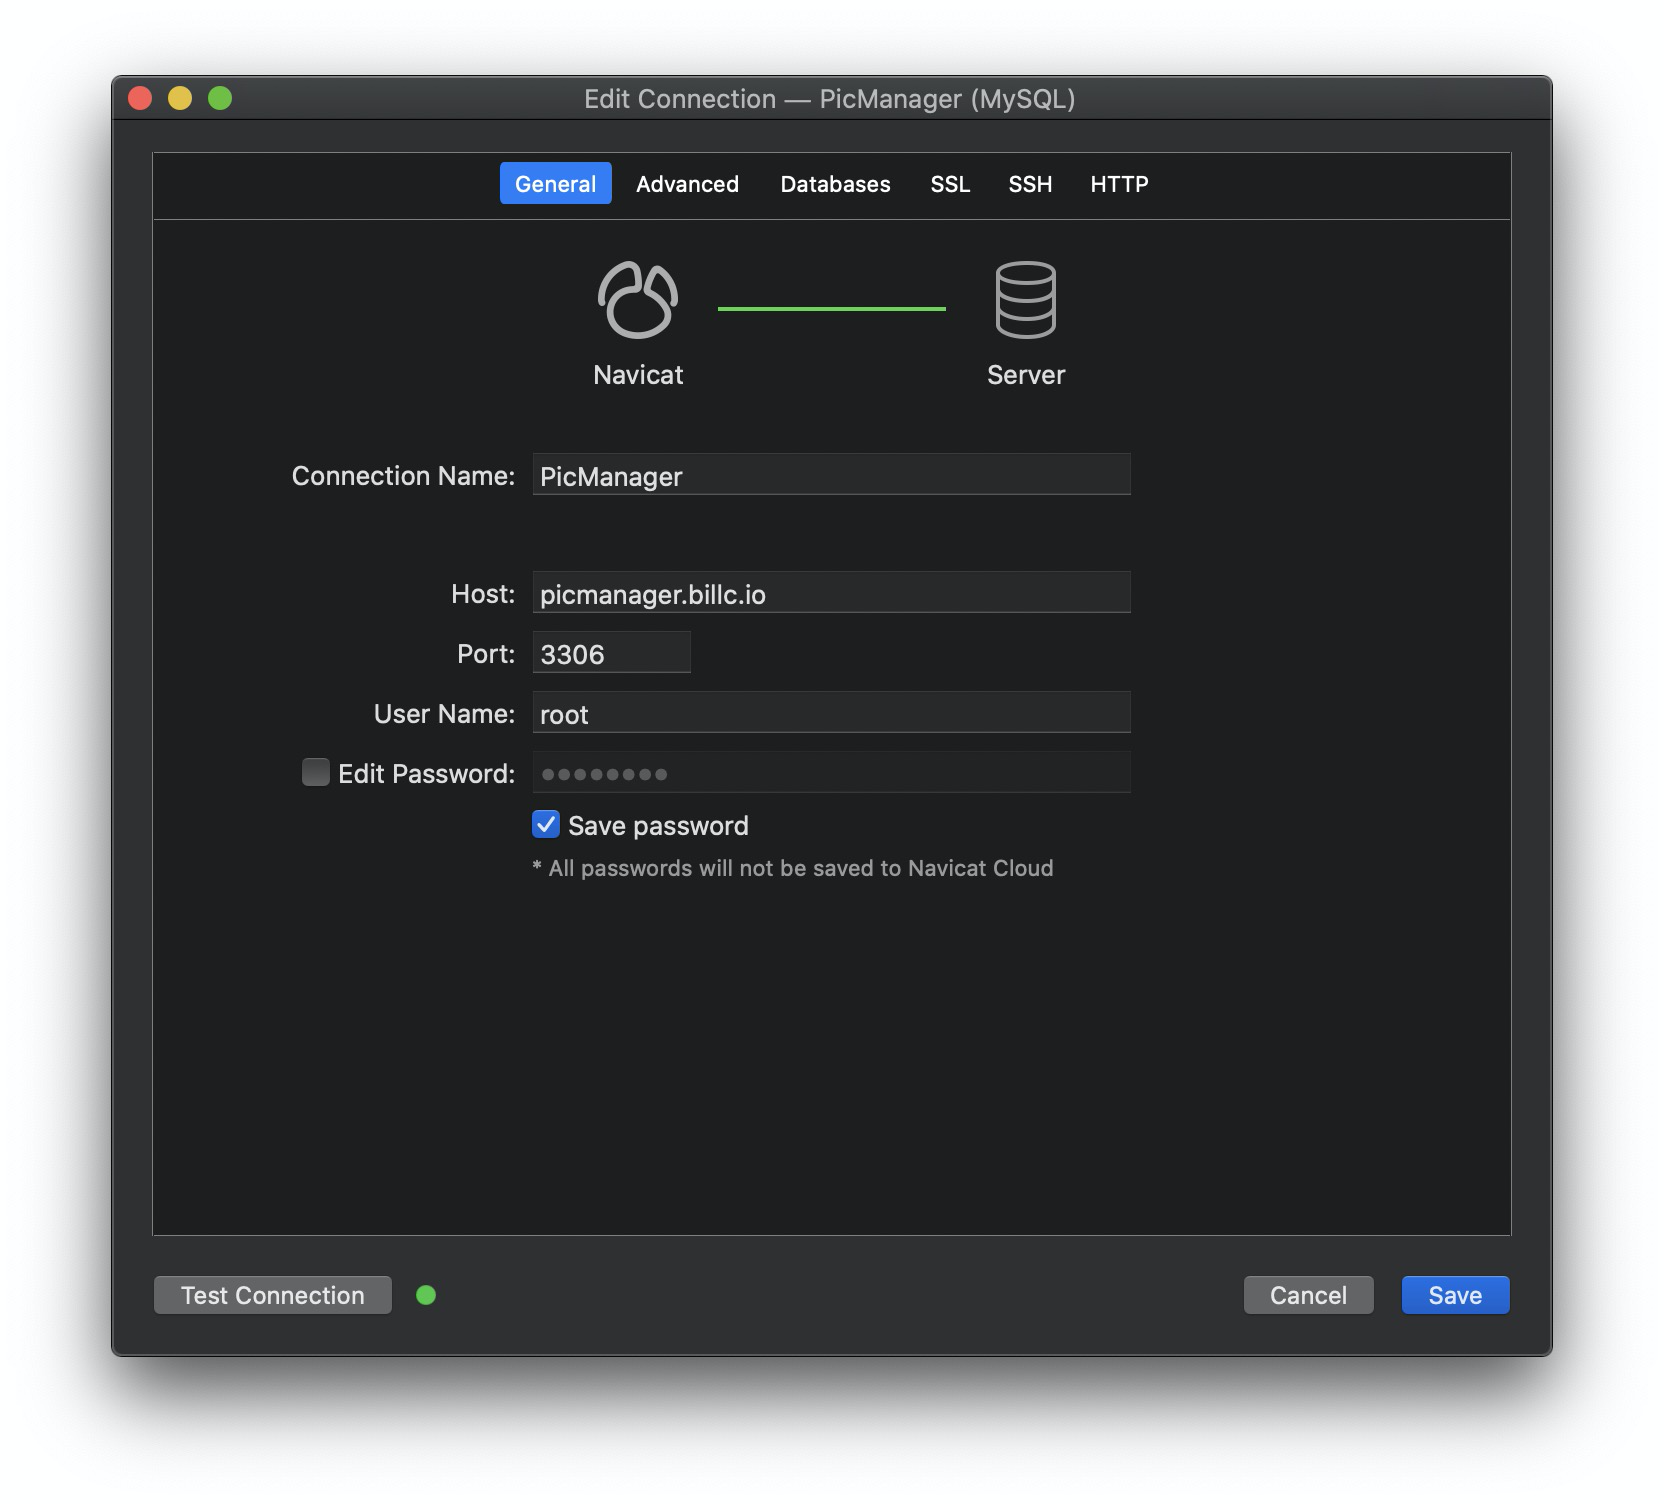 Edit Connection — PicManager (MySQL)
General Advanced Databases SSL SSH HTTP
Navicat Server
Connection Name: PicManager
Host: picmanager.billc.io
Port: 3306
User Name: root
Edit Password: ••••••••
Save password
* All passwords will not be saved to Navicat Cloud
Test Connection Cancel Save